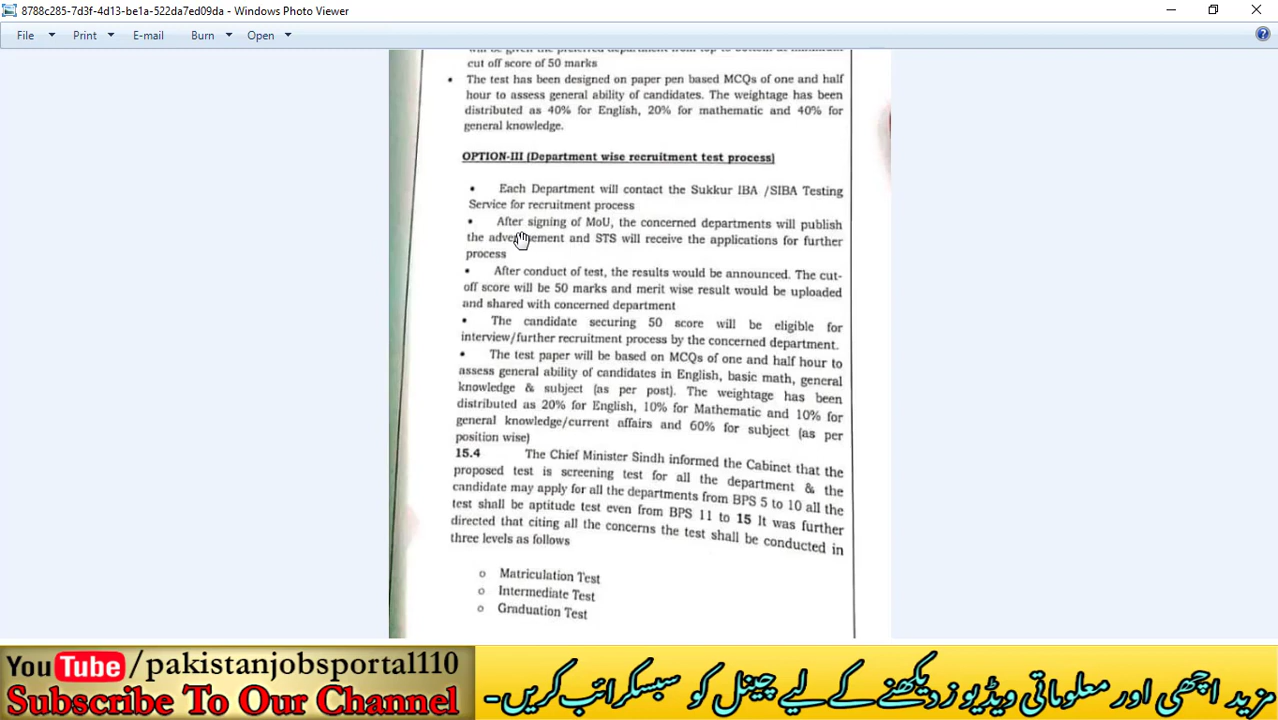 8788c285-7d3f-4d13-be1a-522da7ed09da - Windows Photo Viewer
File Print E-mail Burn Open
will be given the preferred department from top to bottom at minimum
cut off score of 50 marks
• The test has been designed on paper pen based MCQs of one and half
hour to assess general ability of candidates. The weightage has been
distributed as 40% for English, 20% for mathematic and 40% for
general knowledge.
OPTION-III (Department wise recruitment test process)
• Each Department will contact the Sukkur IBA /SIBA Testing
Service for recruitment process
• After signing of MoU, the concerned departments will publish
the advertisement and STS will receive the applications for further
process
• After conduct of test, the results would be announced. The cut-
off score will be 50 marks and merit wise result would be uploaded
and shared with concerned department
• The candidate securing 50 score will be eligible for
interview/further recruitment process by the concerned department.
• The test paper will be based on MCQs of one and half hour to
assess general ability of candidates in English, basic math, general
knowledge & subject (as per post). The weightage has been
distributed as 20% for English, 10% for Mathematic and 10% for
general knowledge/current affairs and 60% for subject (as per
position wise)
15.4 The Chief Minister Sindh informed the Cabinet that the
proposed test is screening test for all the department & the
candidate may apply for all the departments from BPS 5 to 10 all the
test shall be aptitude test even from BPS 11 to 15 It was further
directed that citing all the concerns the test shall be conducted in
three levels as follows
o Matriculation Test
o Intermediate Test
o Graduation Test
YouTube/pakistanjobsportal110
Subscribe To Our Channel
مزید اچھی اور معلوماتی ویڈیوز دیکھنے کے لیے چینل کو سبسکرائب کریں۔